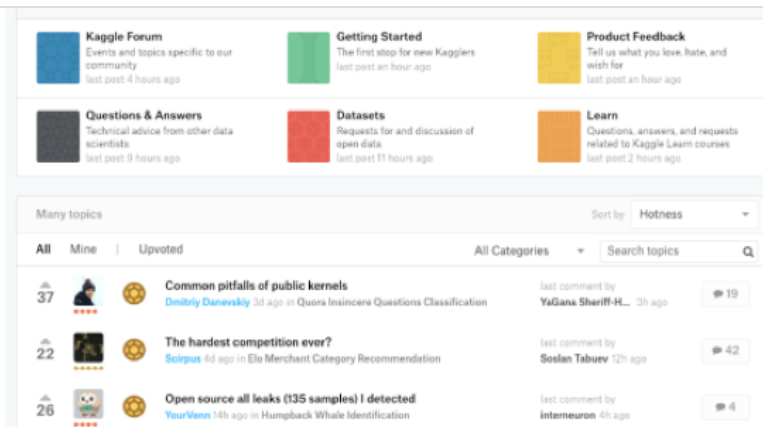 Kaggle Forum
Events and topics specific to our
community
last post 4 hours ago
Getting Started
The first stop for new Kagglers
last post an hour ago
Product Feedback
Tell us what you love, hate, and
wish for
last post an hour ago
Questions & Answers
Technical advice from other data
scientists
last post 9 hours ago
Datasets
Requests for and discussion of
open data
last post 11 hours ago
Learn
Questions, answers, and requests
related to Kaggle Learn courses
last post 2 hours ago
Many topics
Sort by Hotness
All Mine | Upvoted All Categories Search topics
37
Common pitfalls of public kernels
Dmitriy Danevskiy 3d ago in Quora Insincere Questions Classification
last comment by
YaGana Sheriff-H... 3h ago
19
22
The hardest competition ever?
Scirpus 4d ago in Elo Merchant Category Recommendation
last comment by
Soslan Tabuev 12h ago
42
26
Open source all leaks (135 samples) I detected
YourVenn 14h ago in Humpback Whale Identification
last comment by
interneuron 4h ago
4